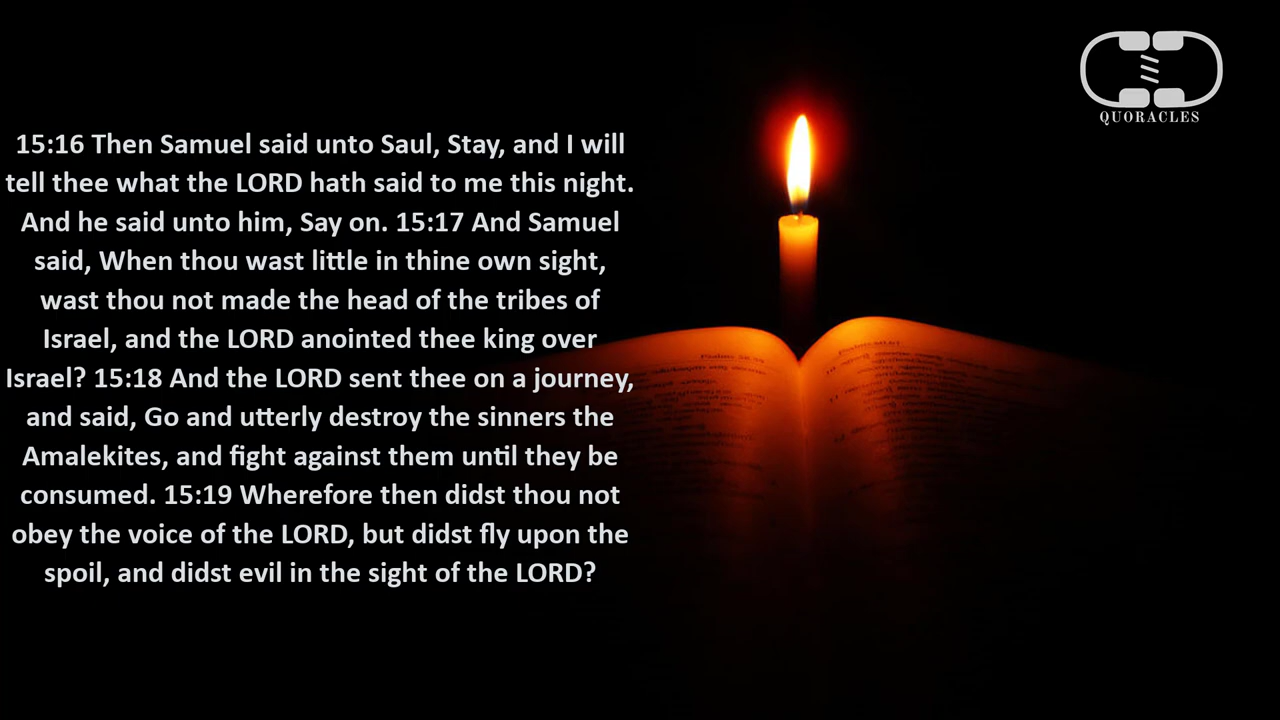 15:16 Then Samuel said unto Saul, Stay, and I will
tell thee what the LORD hath said to me this night.
And he said unto him, Say on. 15:17 And Samuel
said, When thou wast little in thine own sight,
wast thou not made the head of the tribes of
Israel, and the LORD anointed thee king over
Israel? 15:18 And the LORD sent thee on a journey,
and said, Go and utterly destroy the sinners the
Amalekites, and fight against them until they be
consumed. 15:19 Wherefore then didst thou not
obey the voice of the LORD, but didst fly upon the
spoil, and didst evil in the sight of the LORD?
QUORACLES